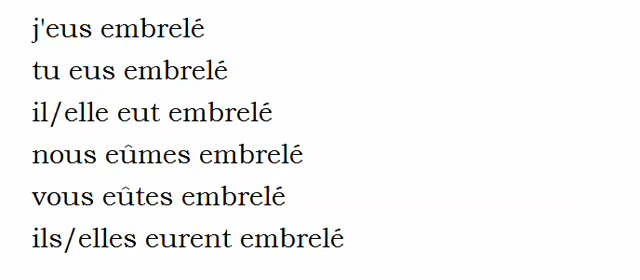 j'eus embrelé
tu eus embrelé
il/elle eut embrelé
nous eûmes embrelé
vous eûtes embrelé
ils/elles eurent embrelé